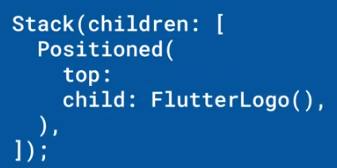 Stack(children: [
  Positioned(
    top:
    child: FlutterLogo(),
  ),
]);